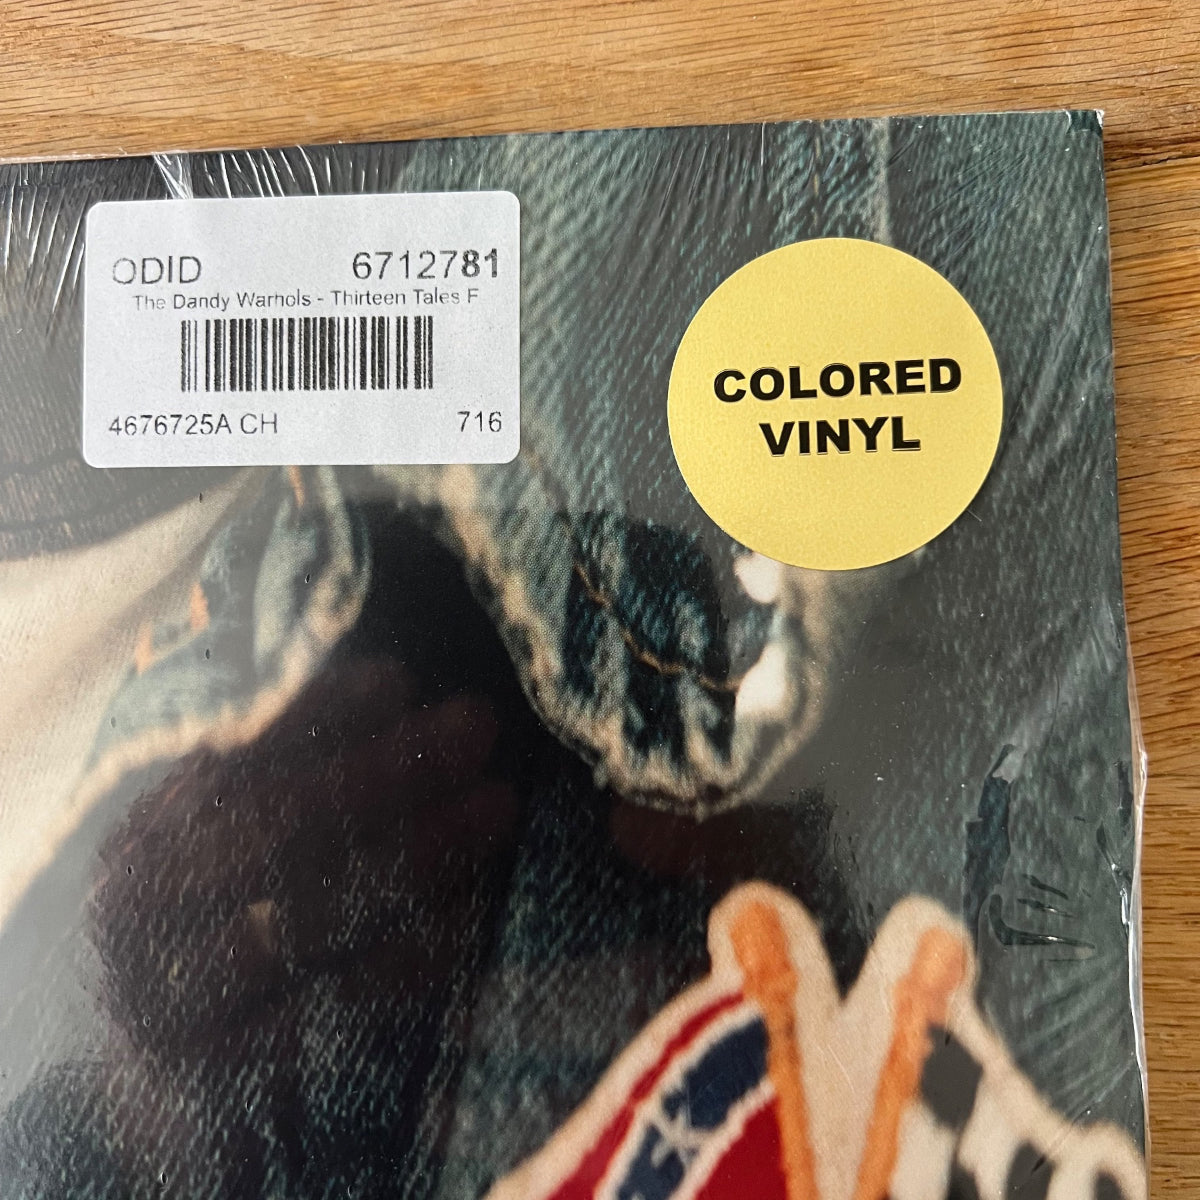 ODID 6712781
The Dandy Warhols - Thirteen Tales F
4676725A CH 716
COLORED
VINYL